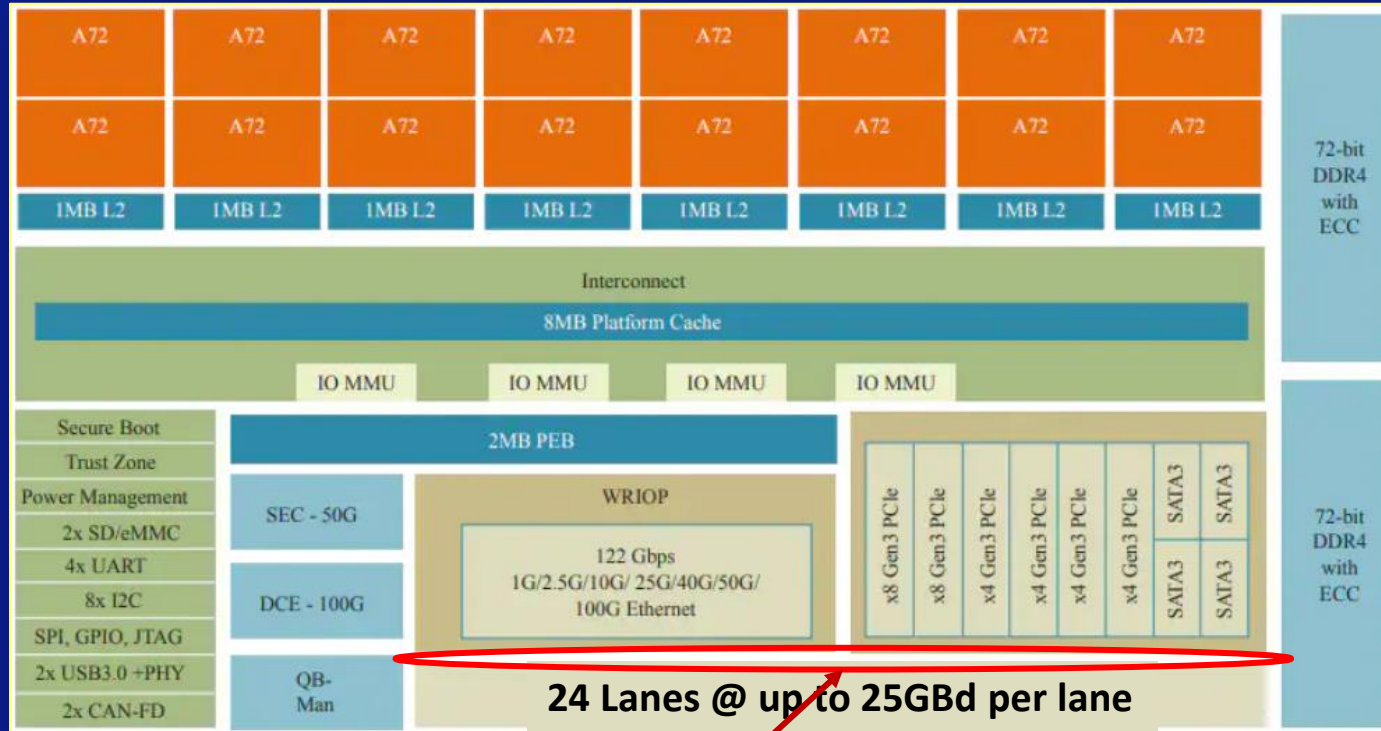 A72 A72 A72 A72 A72 A72 A72 A72
A72 A72 A72 A72 A72 A72 A72 A72
1MB L2 1MB L2 1MB L2 1MB L2 1MB L2 1MB L2 1MB L2 1MB L2
72-bit
DDR4
with
ECC
Interconnect
8MB Platform Cache
IO MMU IO MMU IO MMU IO MMU
Secure Boot
Trust Zone
Power Management
2x SD/eMMC
4x UART
8x I2C
SPI, GPIO, JTAG
2x USB3.0 +PHY
2x CAN-FD
2MB PEB
SEC - 50G
DCE - 100G
QB-
Man
WRIOP
122 Gbps
1G/2.5G/10G/ 25G/40G/50G/
100G Ethernet
x8 Gen3 PCIe
x8 Gen3 PCIe
x4 Gen3 PCIe
x4 Gen3 PCIe
x4 Gen3 PCIe
x4 Gen3 PCIe
SATA3
SATA3
SATA3
SATA3
72-bit
DDR4
with
ECC
24 Lanes @ up to 25GBd per lane